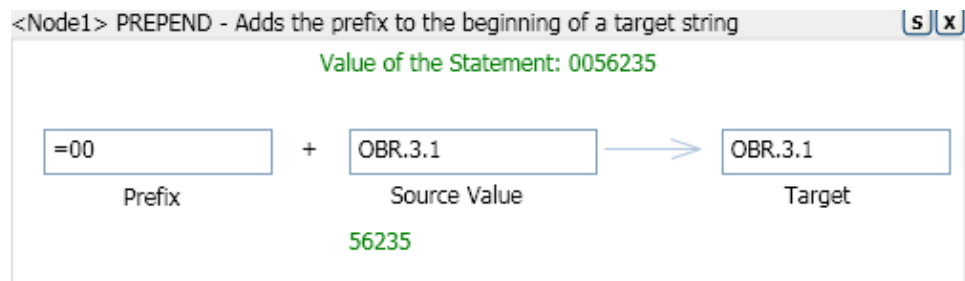 <Node1> PREPEND - Adds the prefix to the beginning of a target string S X
Value of the Statement: 0056235
=00 + OBR.3.1 OBR.3.1
Prefix Source Value Target
56235